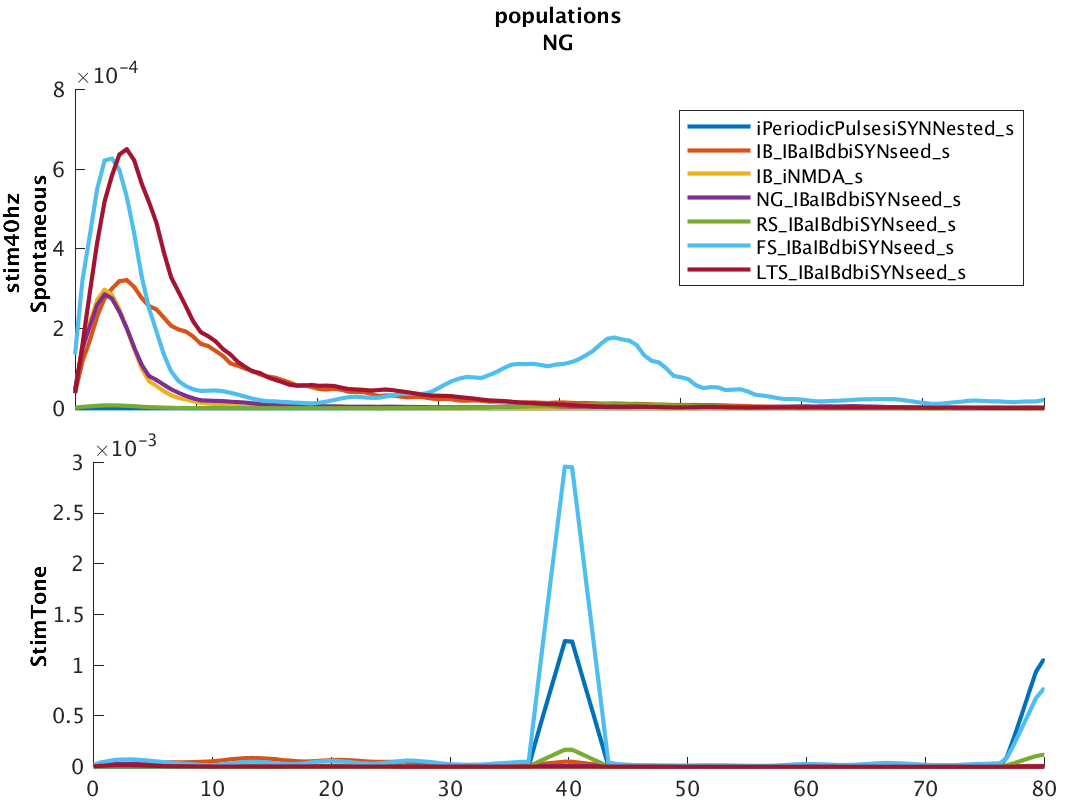 populations
NG
×10⁻⁴
8
6
4
2
0
stim40hz
Spontaneous
iPeriodicPulsesiSYNNested_s
IB_IBaIBdbiSYNseed_s
IB_iNMDA_s
NG_IBaIBdbiSYNseed_s
RS_IBaIBdbiSYNseed_s
FS_IBaIBdbiSYNseed_s
LTS_IBaIBdbiSYNseed_s
0 10 20 30 40 50 60 70 80
×10⁻³
3
2.5
2
1.5
1
0.5
0
StimTone
0 10 20 30 40 50 60 70 80